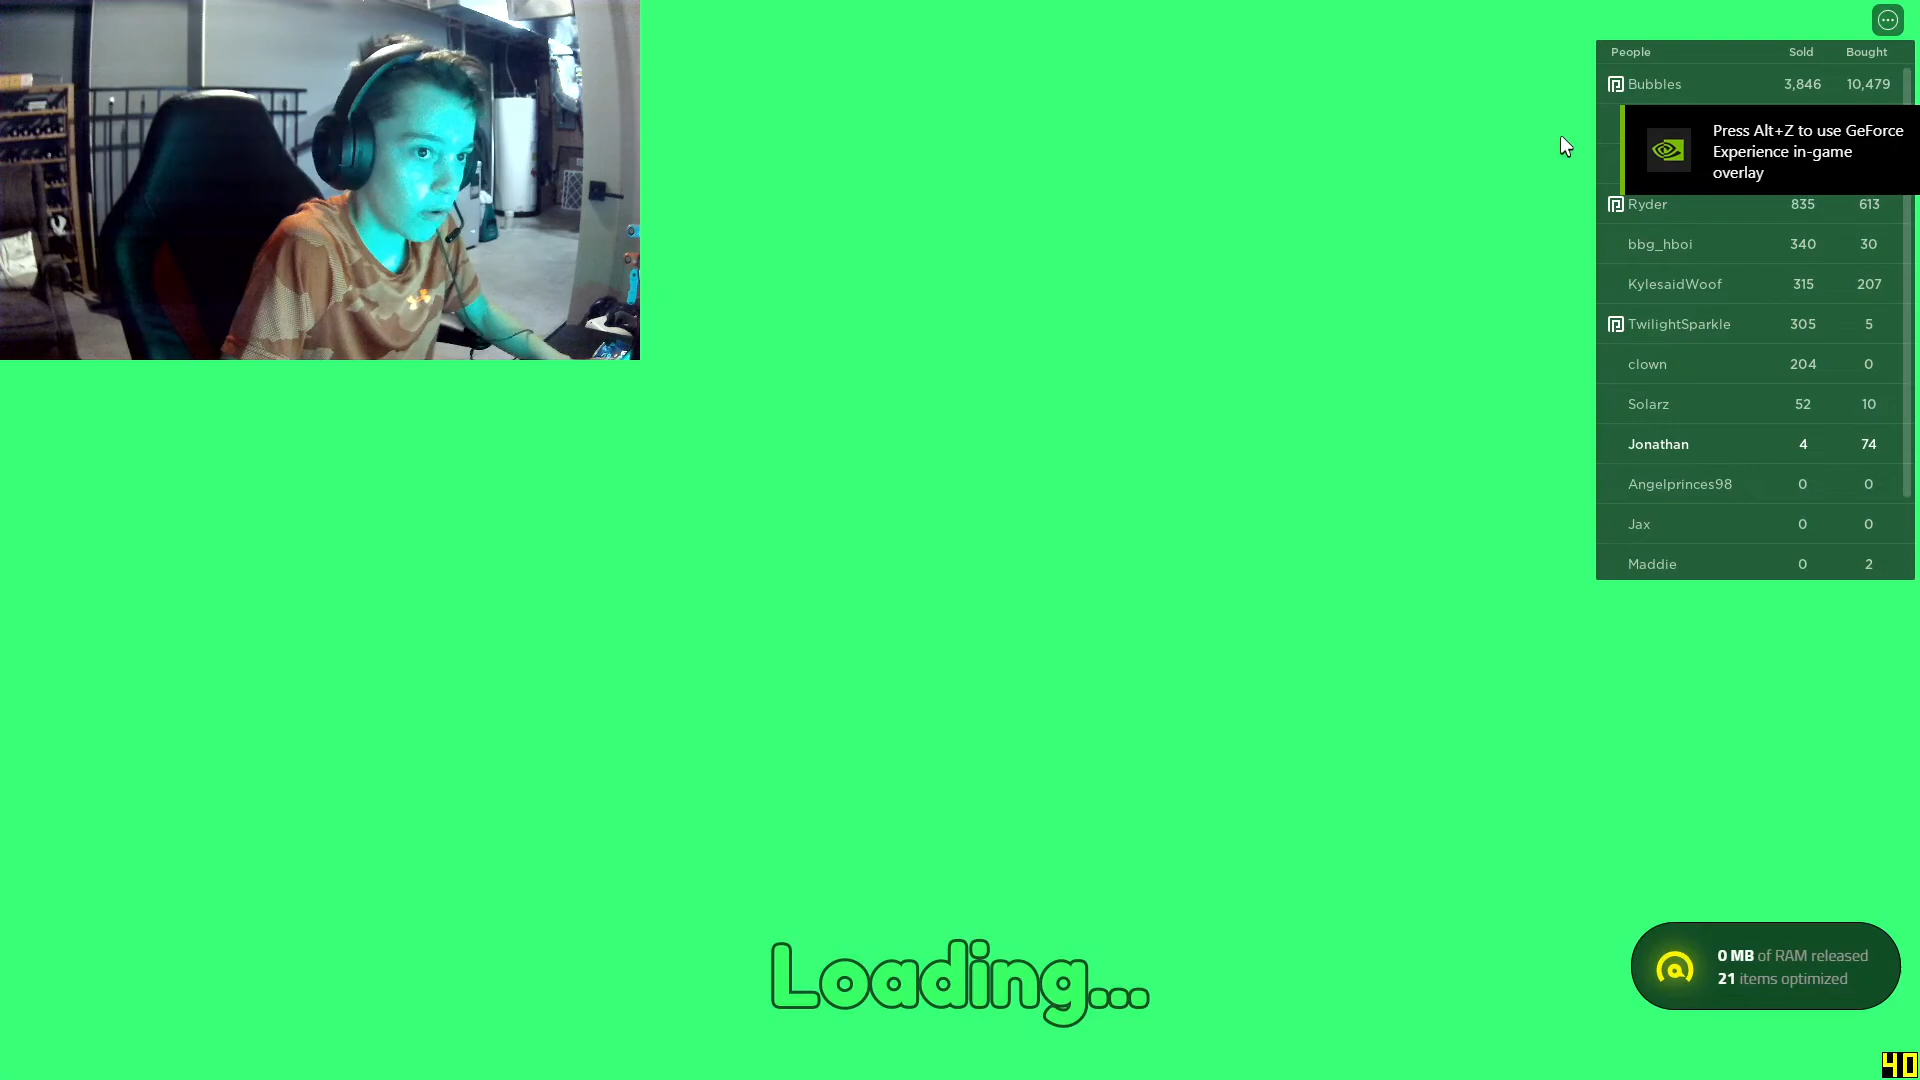 People Sold Bought
Bubbles 3,846 10,479
Press Alt+Z to use GeForce
Experience in-game
overlay
Ryder 835 613
bbg_hboi 340 30
KylesaidWoof 315 207
TwilightSparkle 305 5
clown 204 0
Solarz 52 10
Jonathan 4 74
Angelprinces98 0 0
Jax 0 0
Maddie 0 2
Loading...
0 MB of RAM released
21 items optimized
40